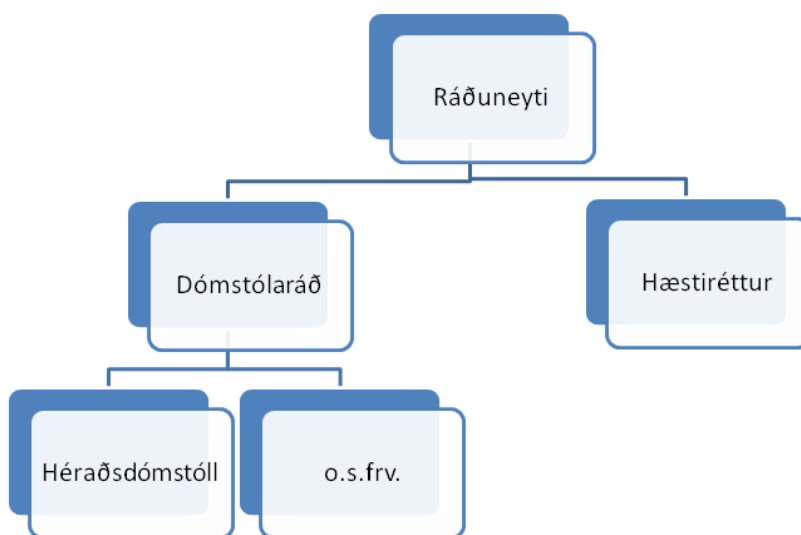 Ráðuneyti
Dómstólaráð
Hæstiréttur
Héraðsdómstóll
o.s.frv.